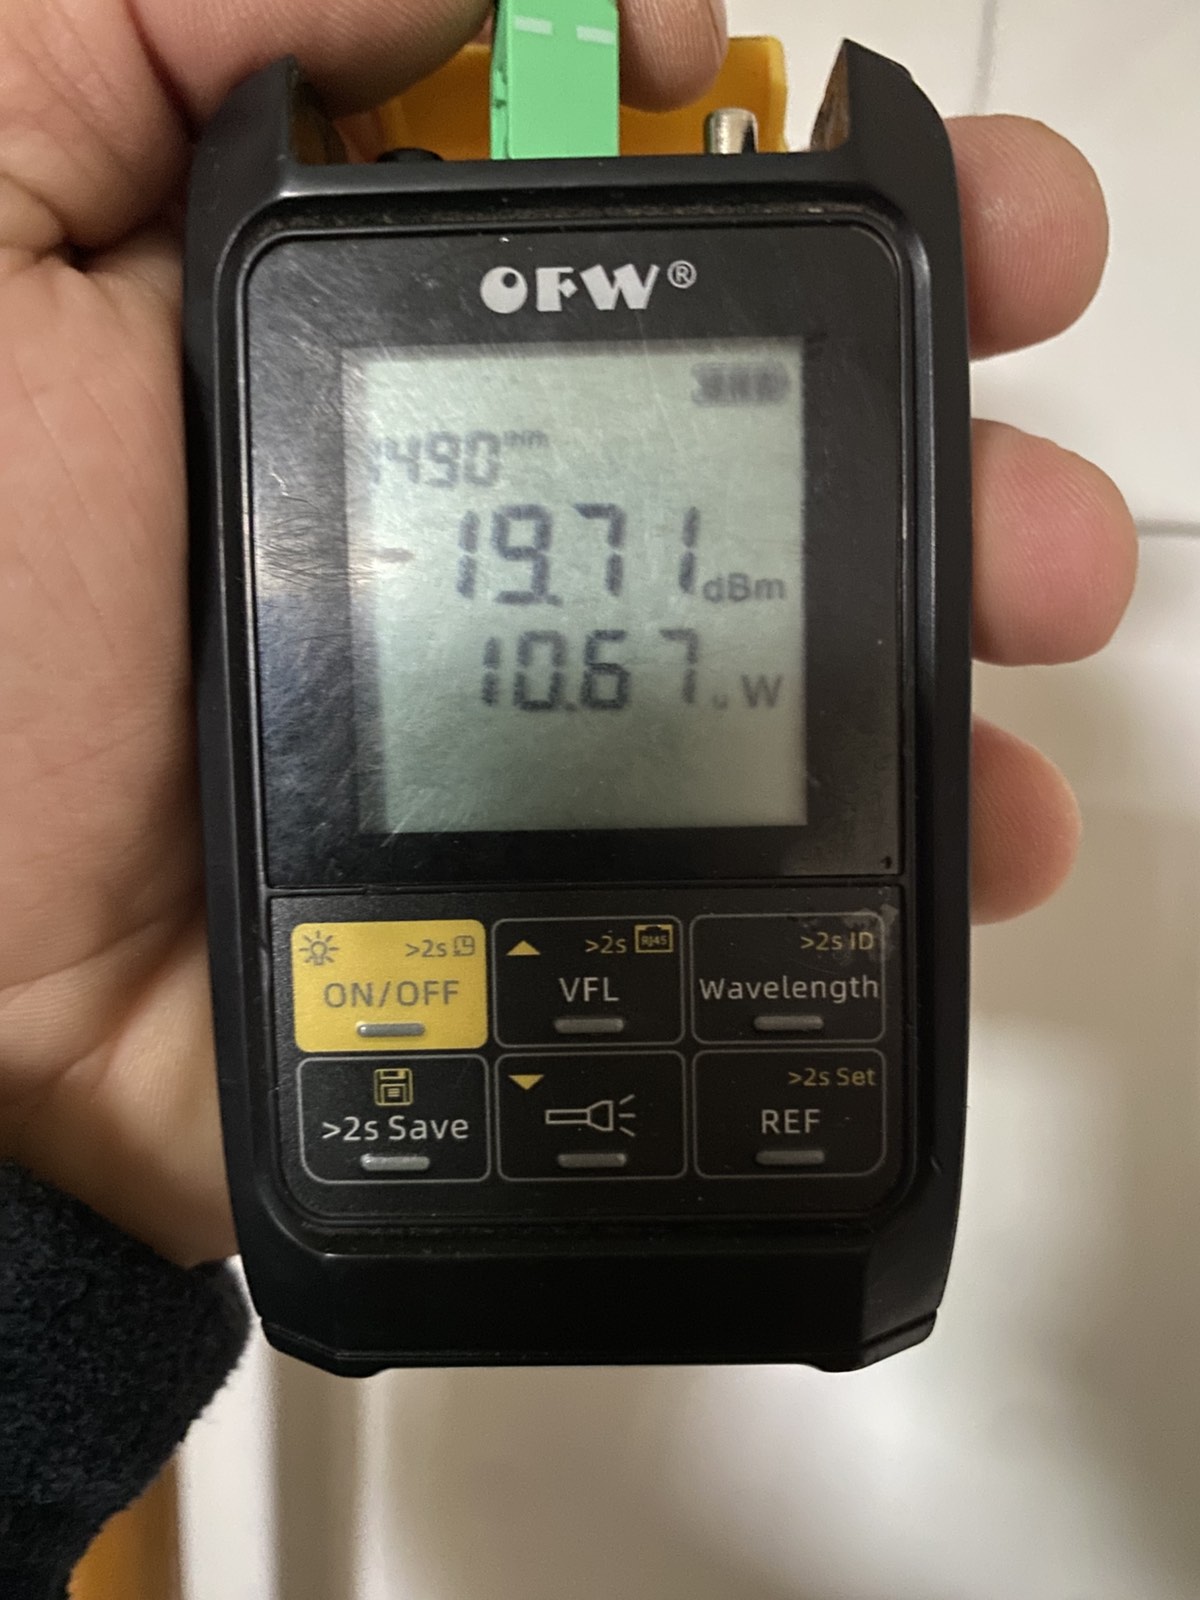 OFW®
1490nm
-19.71dBm
10.67uW
>2s
ON/OFF
>2s RJ45
VFL
>2s ID
Wavelength
>2s Save
>2s Set
REF